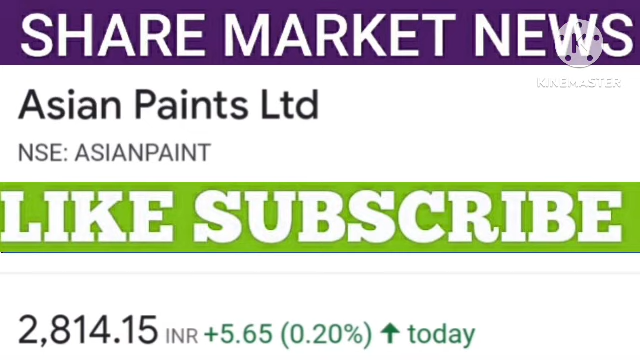 SHARE MARKET NEWS
KINEMASTER
Asian Paints Ltd
NSE: ASIANPAINT
LIKE SUBSCRIBE
2,814.15 INR +5.65 (0.20%) ↑ today